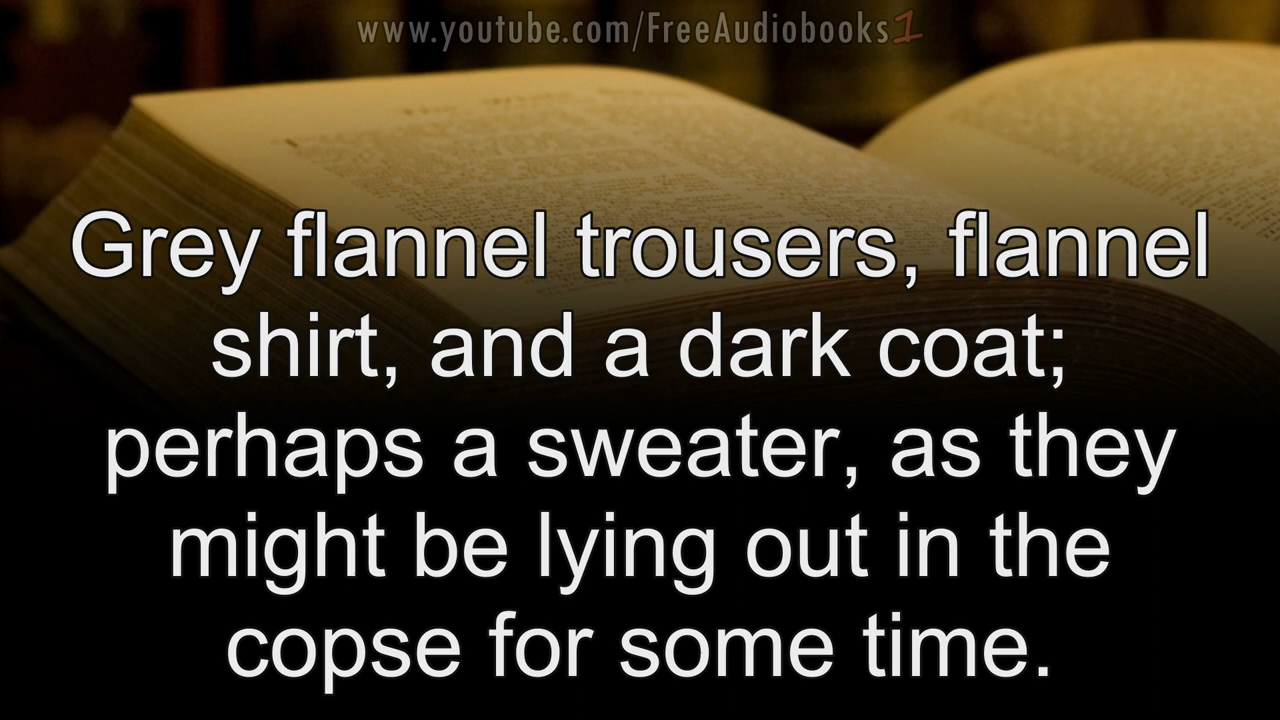 www.youtube.com/FreeAudiobooks1
Grey flannel trousers, flannel
shirt, and a dark coat;
perhaps a sweater, as they
might be lying out in the
copse for some time.